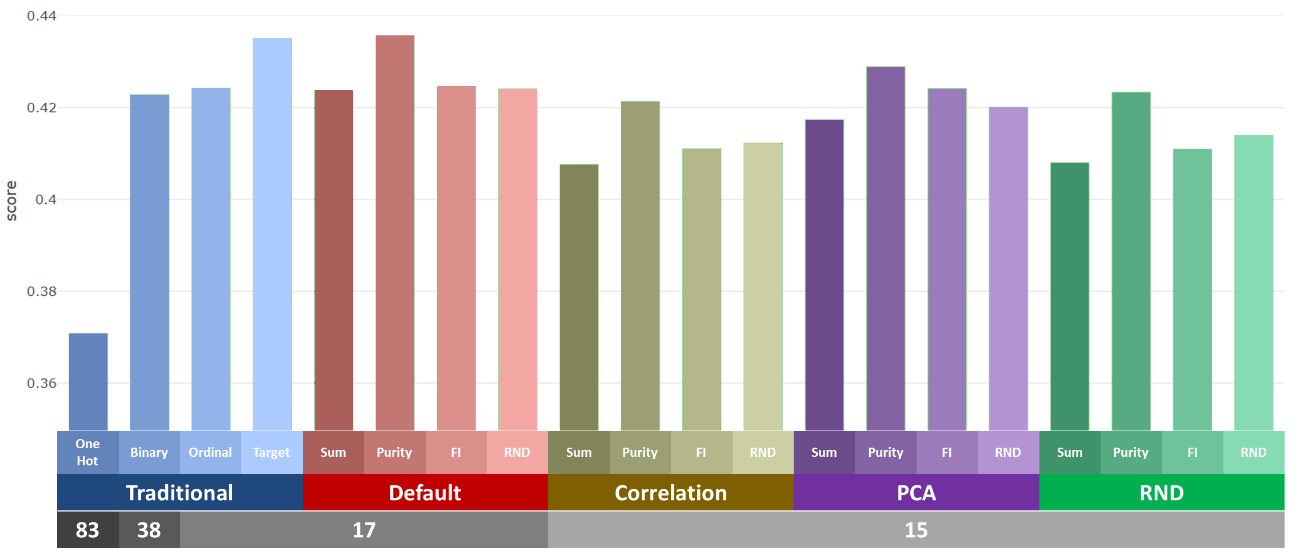 0.44
0.42
0.4
0.38
0.36
score
One Hot Binary Ordinal Target Sum Purity FI RND Sum Purity FI RND Sum Purity FI RND Sum Purity FI RND
Traditional Default Correlation PCA RND
83 38 17 15